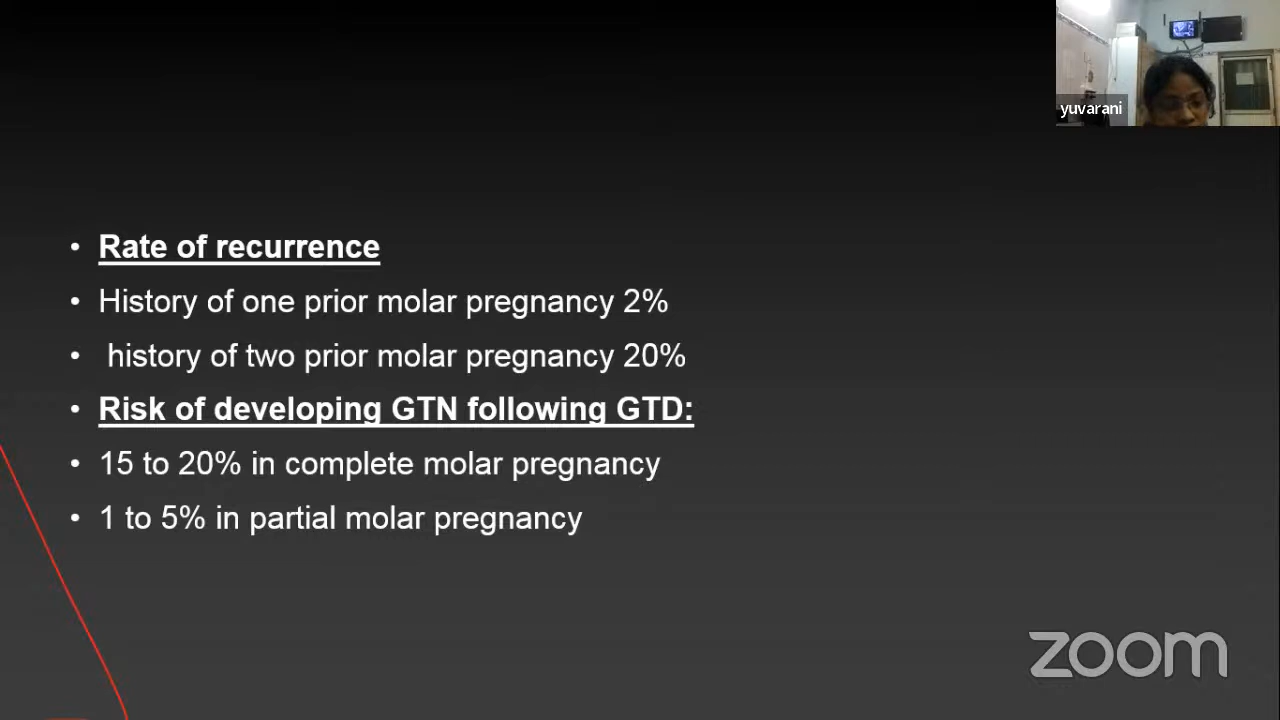 yuvarani
• Rate of recurrence
• History of one prior molar pregnancy 2%
• history of two prior molar pregnancy 20%
• Risk of developing GTN following GTD:
• 15 to 20% in complete molar pregnancy
• 1 to 5% in partial molar pregnancy
zoom